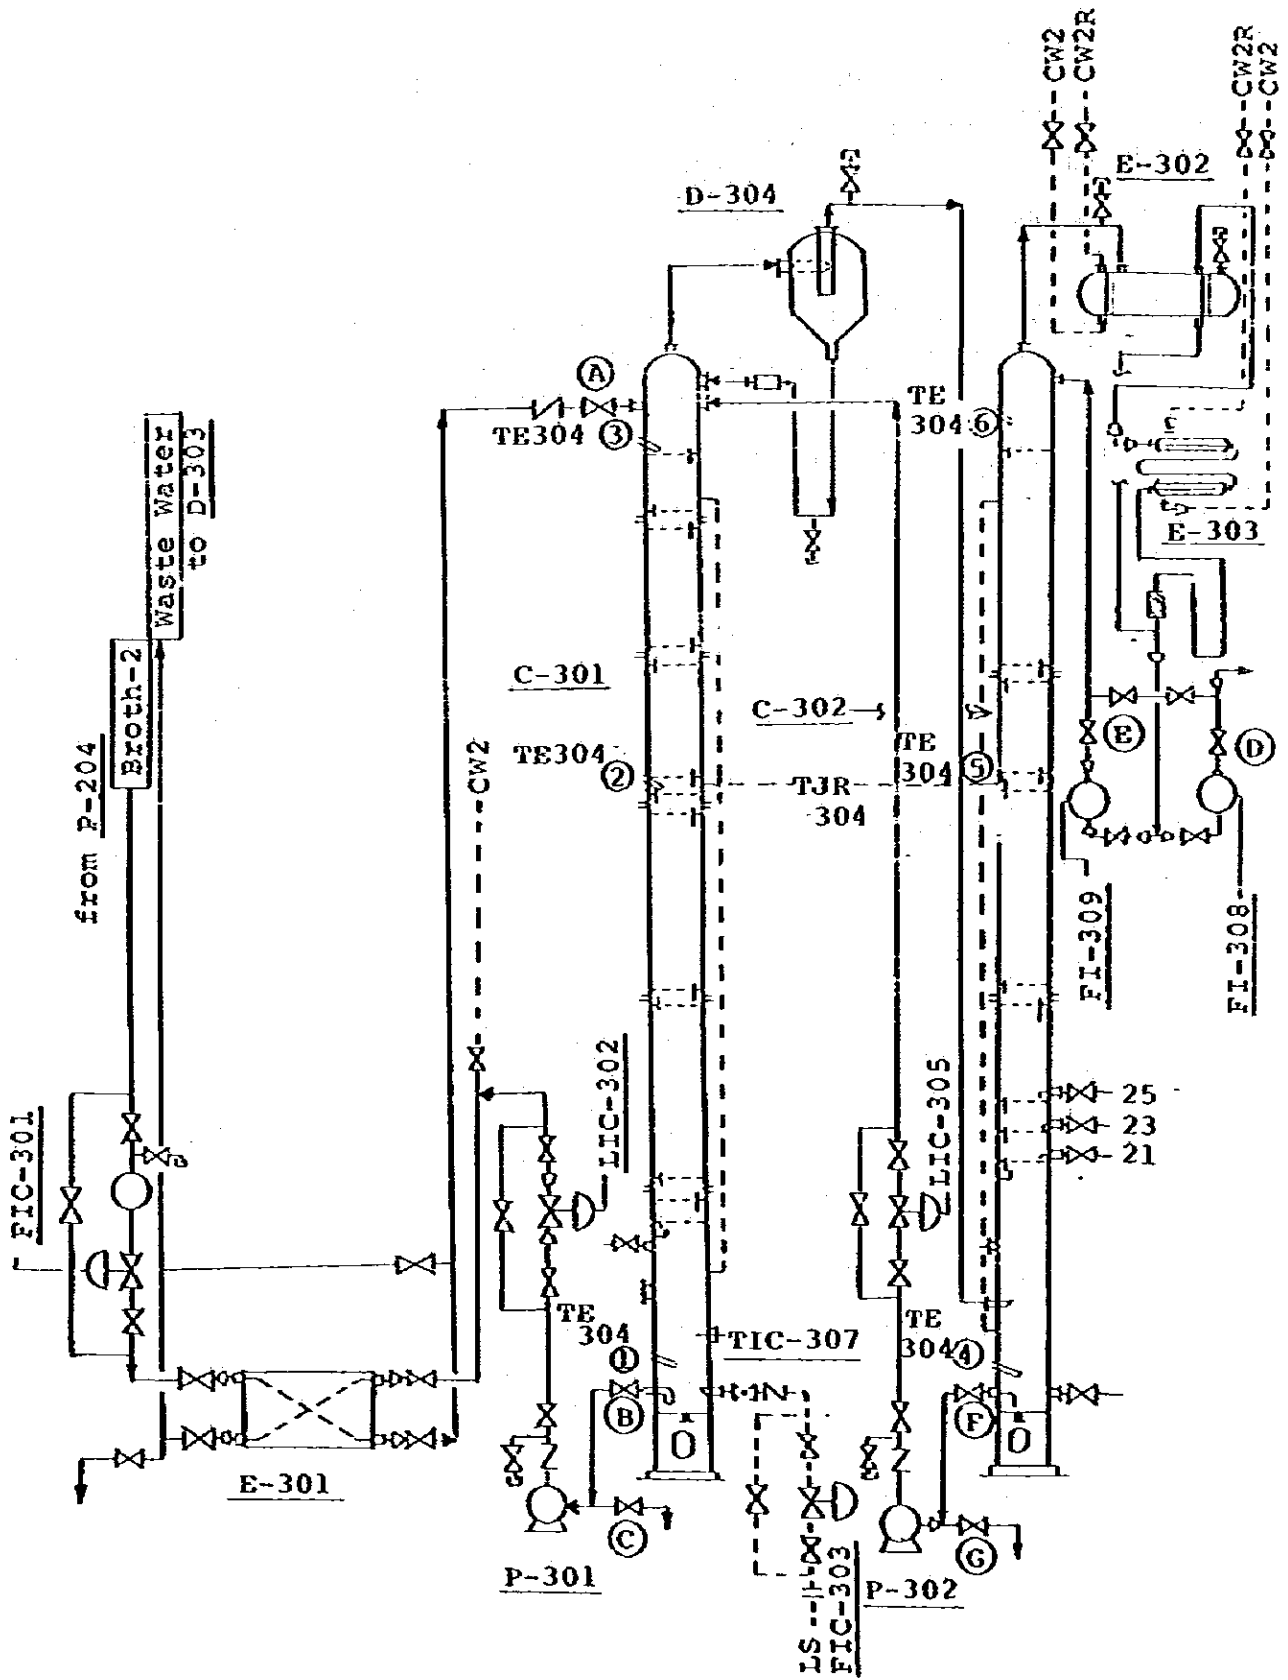 CW2
CW2R
CW2R
CW2
E-302
D-304
A
TE304 3
TE
304 6
E-303
Waste Water
to D-303
Broth-2
from P-204
C-301
C-302
CW2
TE304
2
TE
304 5
TJR
304
E
D
FI-309
FI-308
FIC-301
LIC-302
LIC-305
25
23
21
TE
304
1
TIC-307
TE
304 4
B
F
E-301
C
G
P-301
P-302
LS
FIC-303